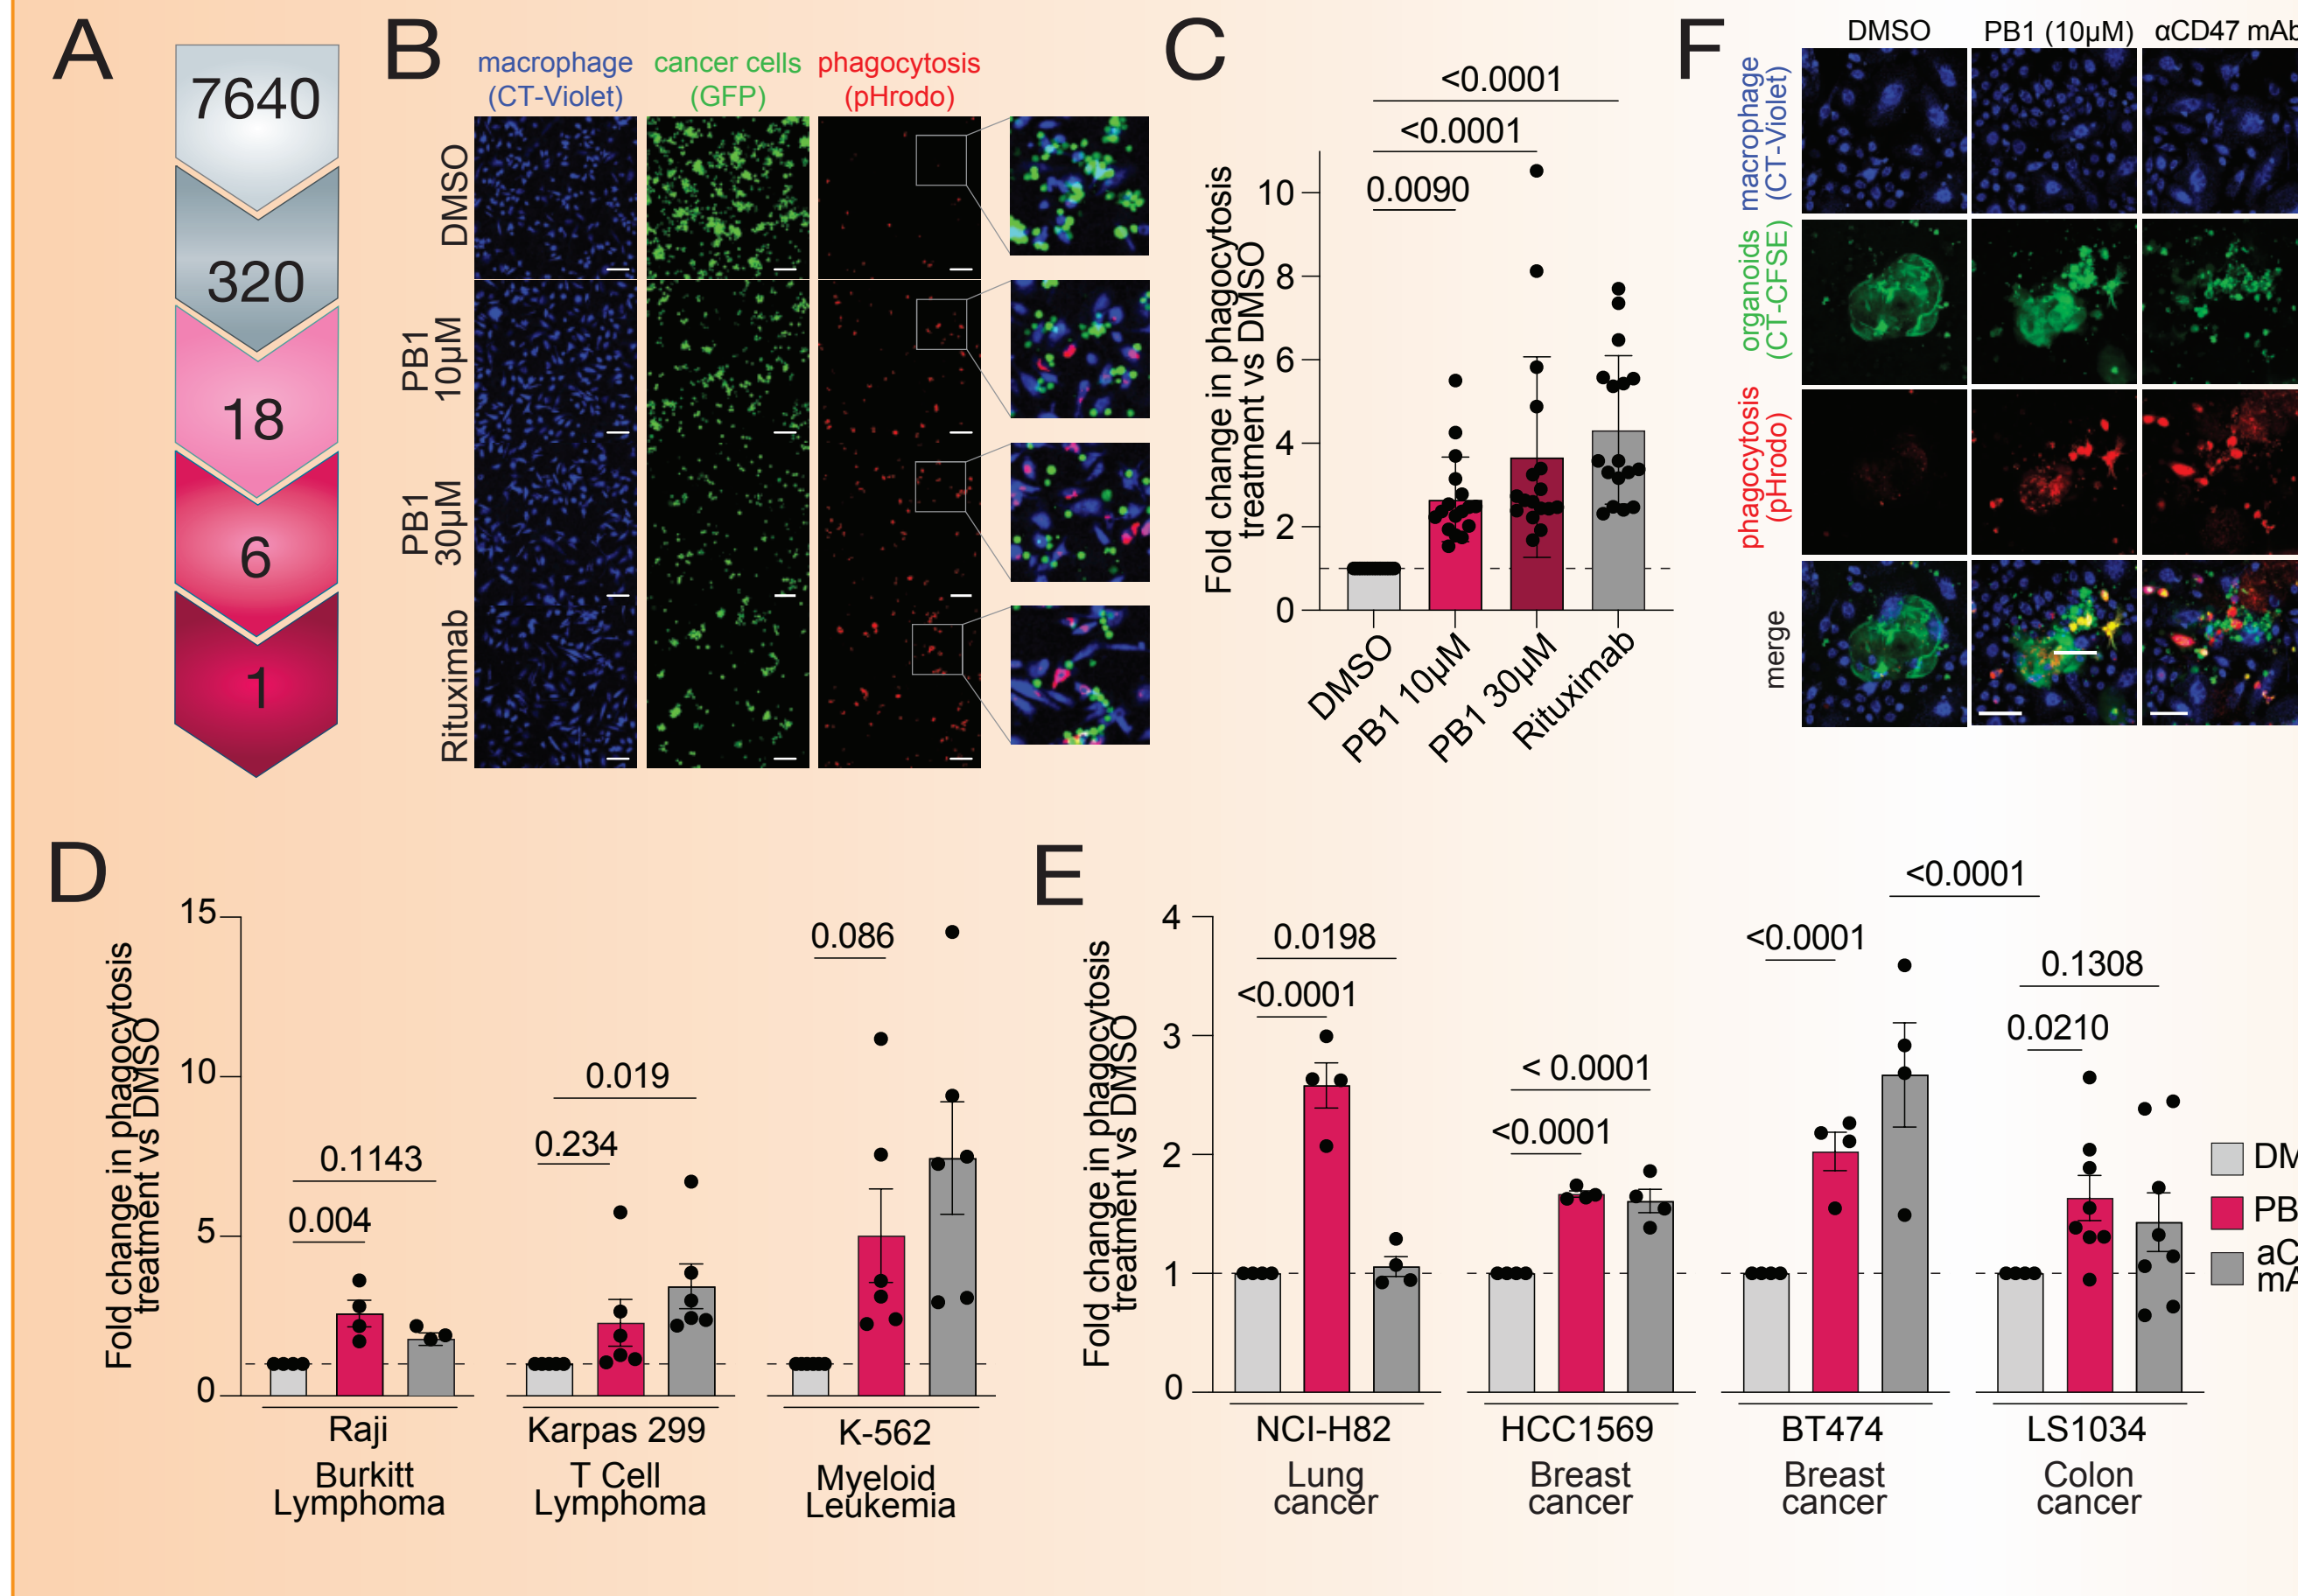 A
7640
320
18
6
1
B
macrophage
(CT-Violet)
cancer cells
(GFP)
phagocytosis
(pHrodo)
DMSO
PB1
10µM
PB1
30µM
Rituximab
C
<0.0001
<0.0001
0.0090
Fold change in phagocytosis
treatment vs DMSO
10
8
6
4
2
0
DMSO
PB1 10µM
PB1 30µM
Rituximab
F
DMSO
PB1 (10µM)
αCD47 mAb
macrophage
(CT-Violet)
organoids
(CT-CFSE)
phagocytosis
(pHrodo)
merge
D
Fold change in phagocytosis
treatment vs DMSO
15
10
5
0
0.1143
0.004
0.019
0.234
0.086
Raji
Burkitt
Lymphoma
Karpas 299
T Cell
Lymphoma
K-562
Myeloid
Leukemia
E
Fold change in phagocytosis
treatment vs DMSO
4
3
2
1
0
0.0198
<0.0001
< 0.0001
<0.0001
<0.0001
<0.0001
0.1308
0.0210
NCI-H82
Lung
cancer
HCC1569
Breast
cancer
BT474
Breast
cancer
LS1034
Colon
cancer
DM
PB
aC
mA